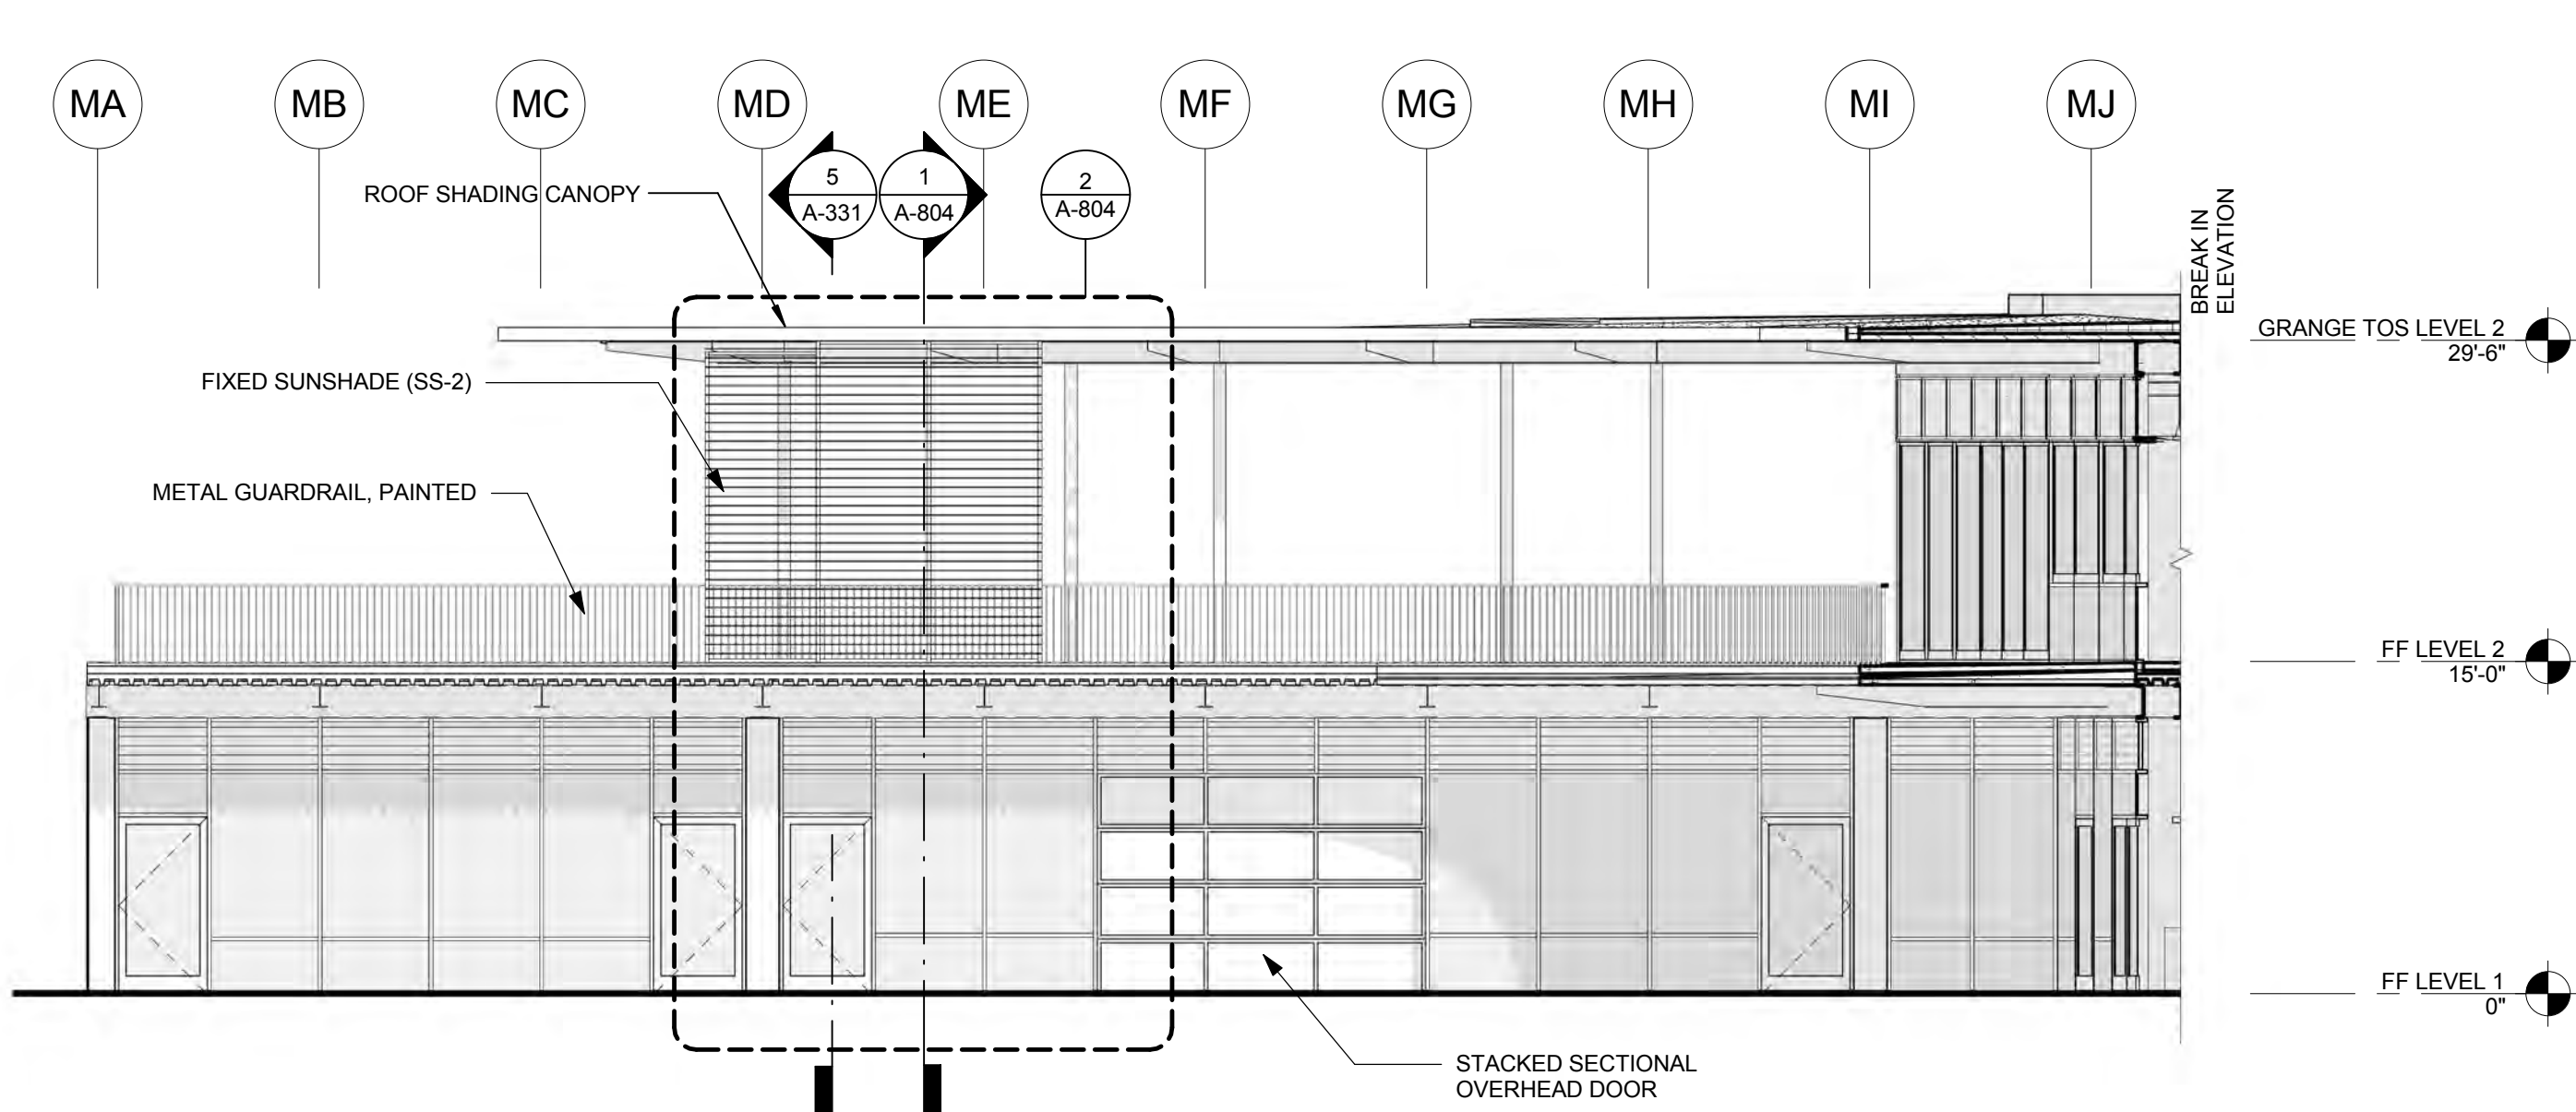 MA MB MC MD ME MF MG MH MI MJ
5
A-331
1
A-804
2
A-804
ROOF SHADING CANOPY
BREAK IN
ELEVATION
GRANGE TOS LEVEL 2
29'-6"
FIXED SUNSHADE (SS-2)
METAL GUARDRAIL, PAINTED
FF LEVEL 2
15'-0"
FF LEVEL 1
0"
STACKED SECTIONAL
OVERHEAD DOOR